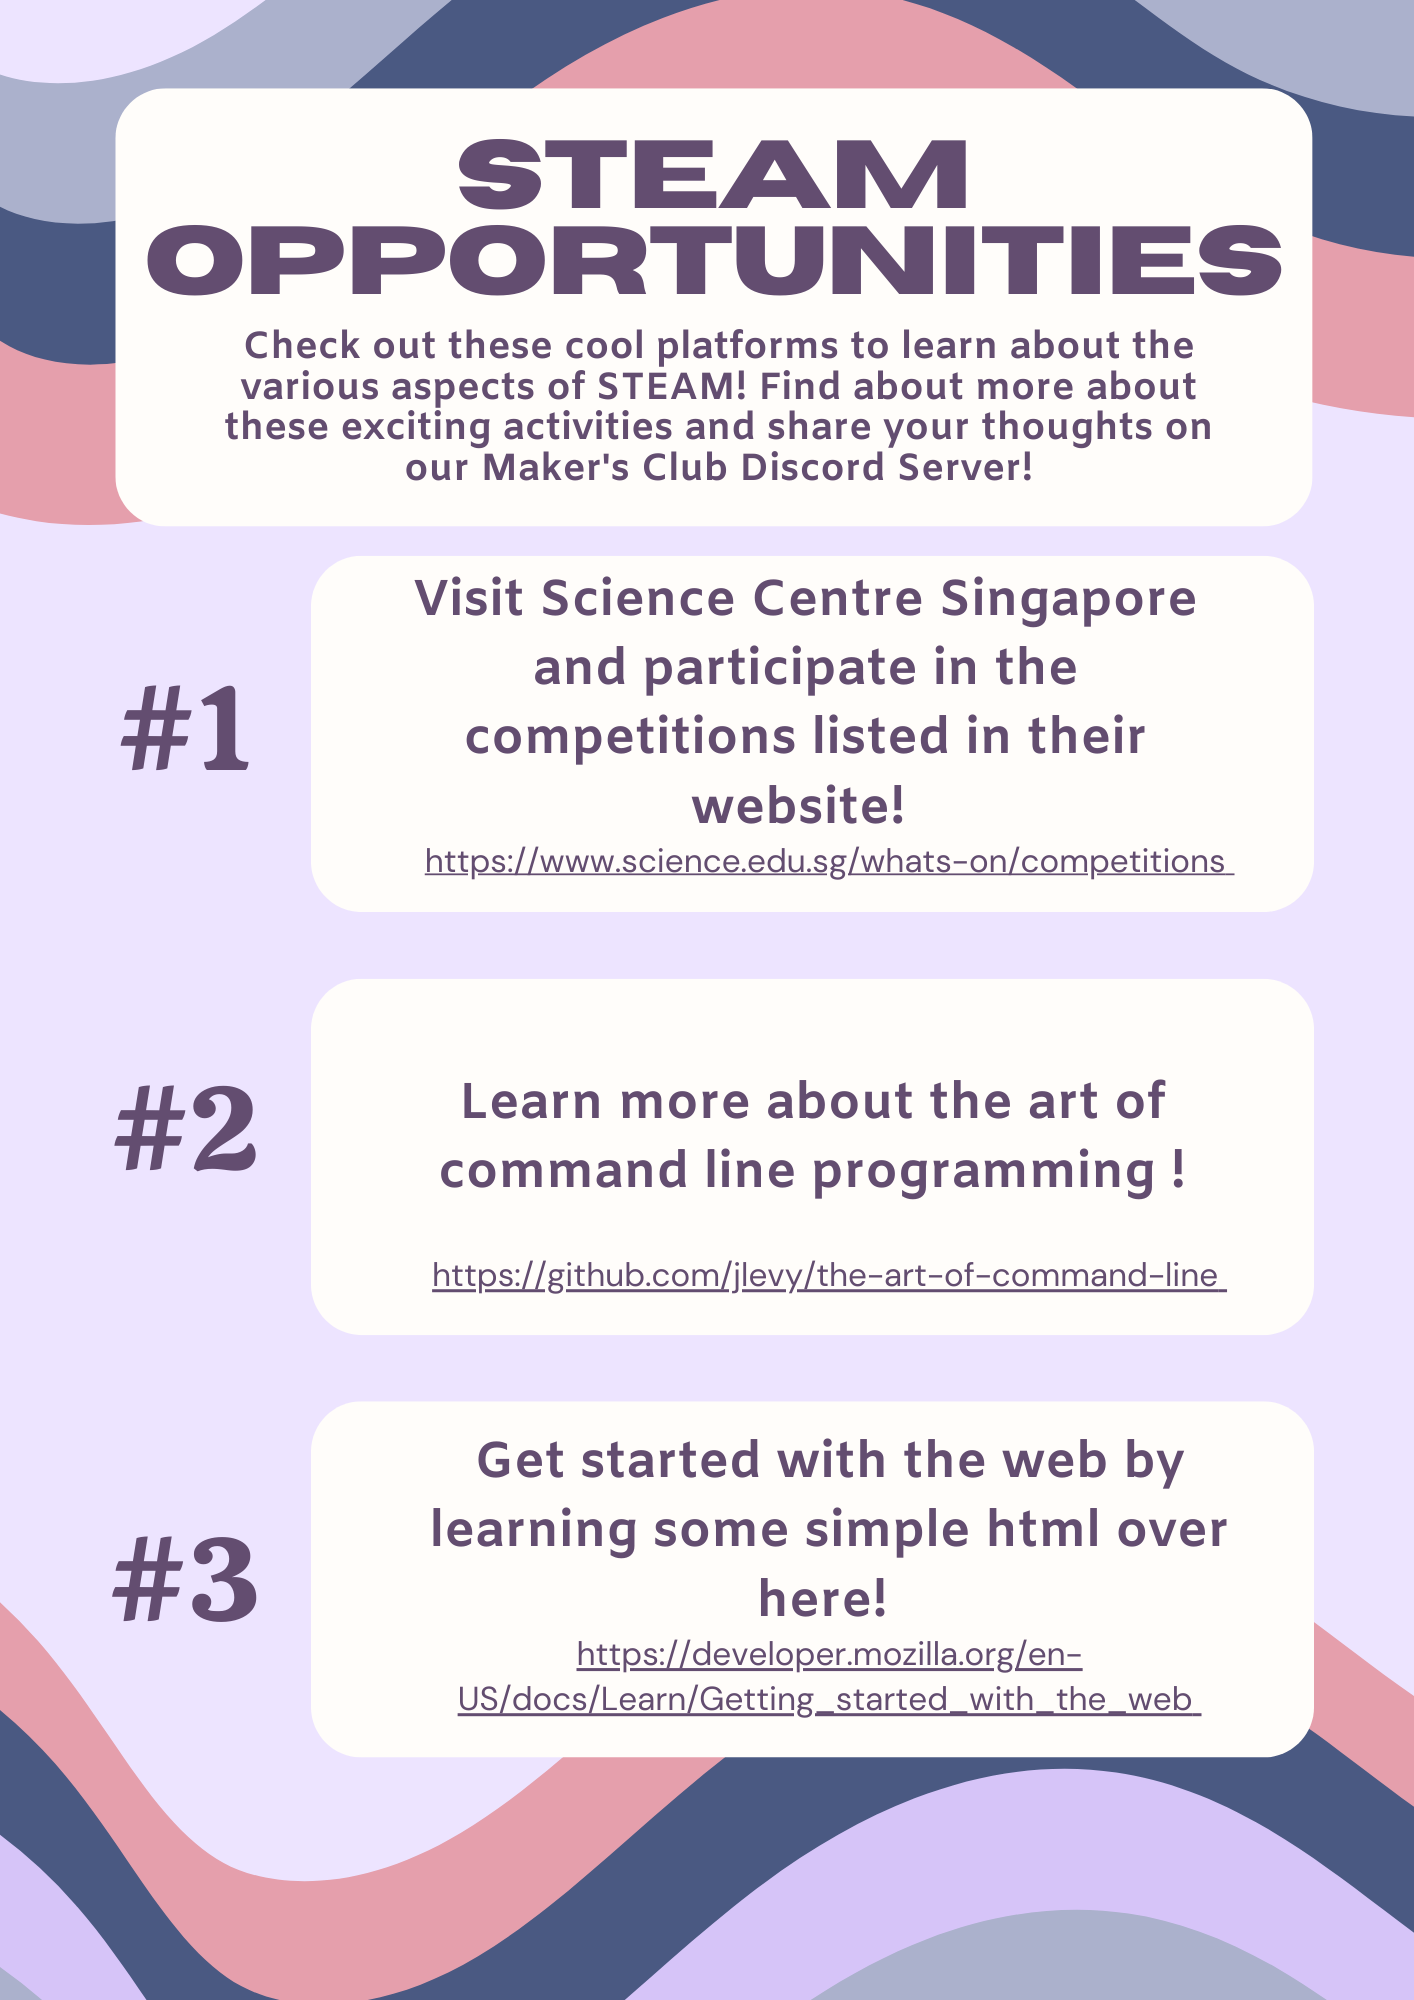 STEAM
OPPORTUNITIES
Check out these cool platforms to learn about the
various aspects of STEAM! Find about more about
these exciting activities and share your thoughts on
our Maker's Club Discord Server!
#1
Visit Science Centre Singapore
and participate in the
competitions listed in their
website!
https://www.science.edu.sg/whats-on/competitions
#2
Learn more about the art of
command line programming !
https://github.com/jlevy/the-art-of-command-line
#3
Get started with the web by
learning some simple html over
here!
https://developer.mozilla.org/en-
US/docs/Learn/Getting_started_with_the_web